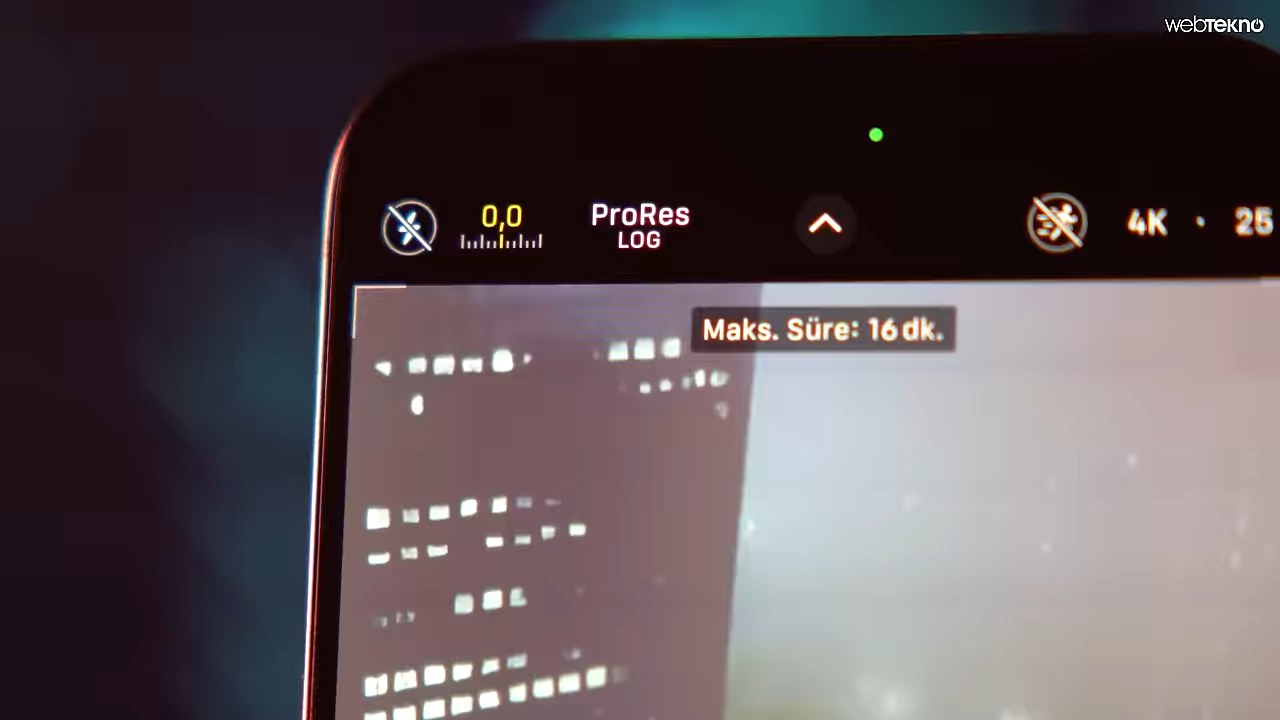 webTEKNO
0,0
ProRes
LOG
4K · 25
Maks. Süre: 16 dk.